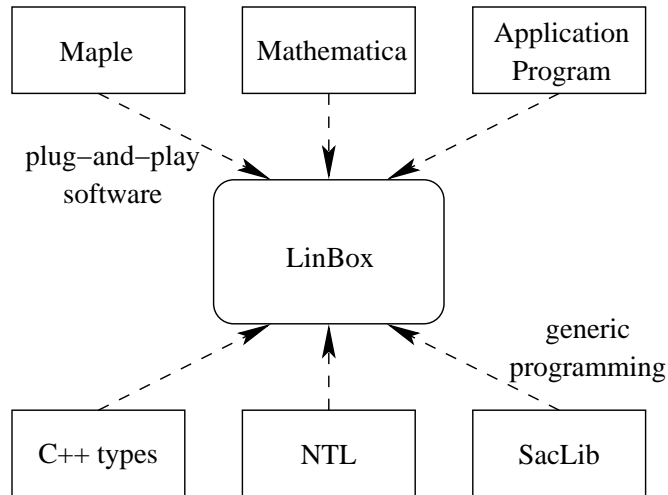 Maple
Mathematica
Application
Program
plug−and−play
software
LinBox
generic
programming
C++ types
NTL
SacLib